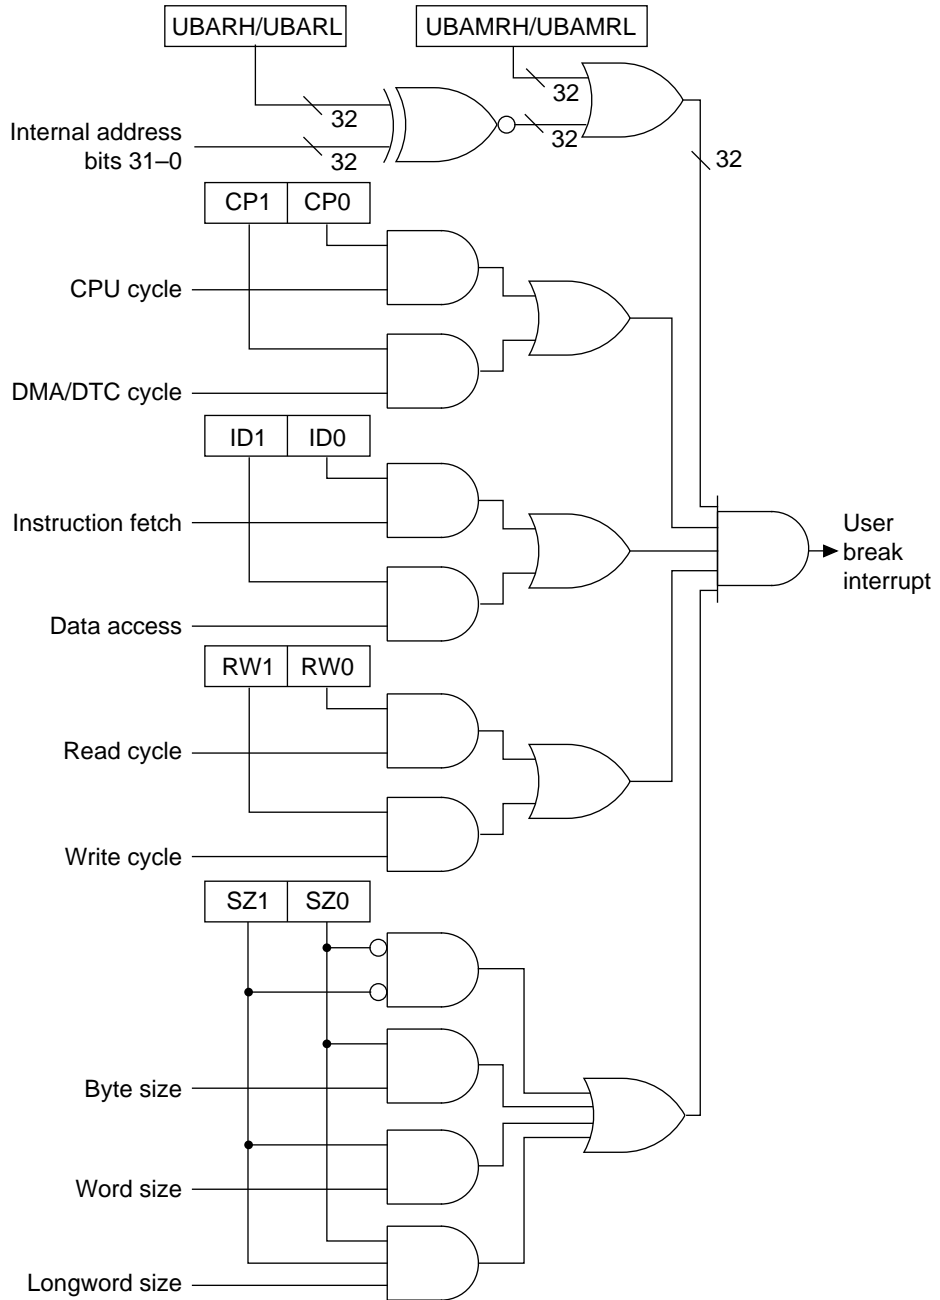 UBARH/UBARL
UBAMRH/UBAMRL
32
32
32
32
32
Internal address
bits 31–0
CP1 CP0
CPU cycle
DMA/DTC cycle
ID1 ID0
Instruction fetch
Data access
User
break
interrupt
RW1 RW0
Read cycle
Write cycle
SZ1 SZ0
Byte size
Word size
Longword size